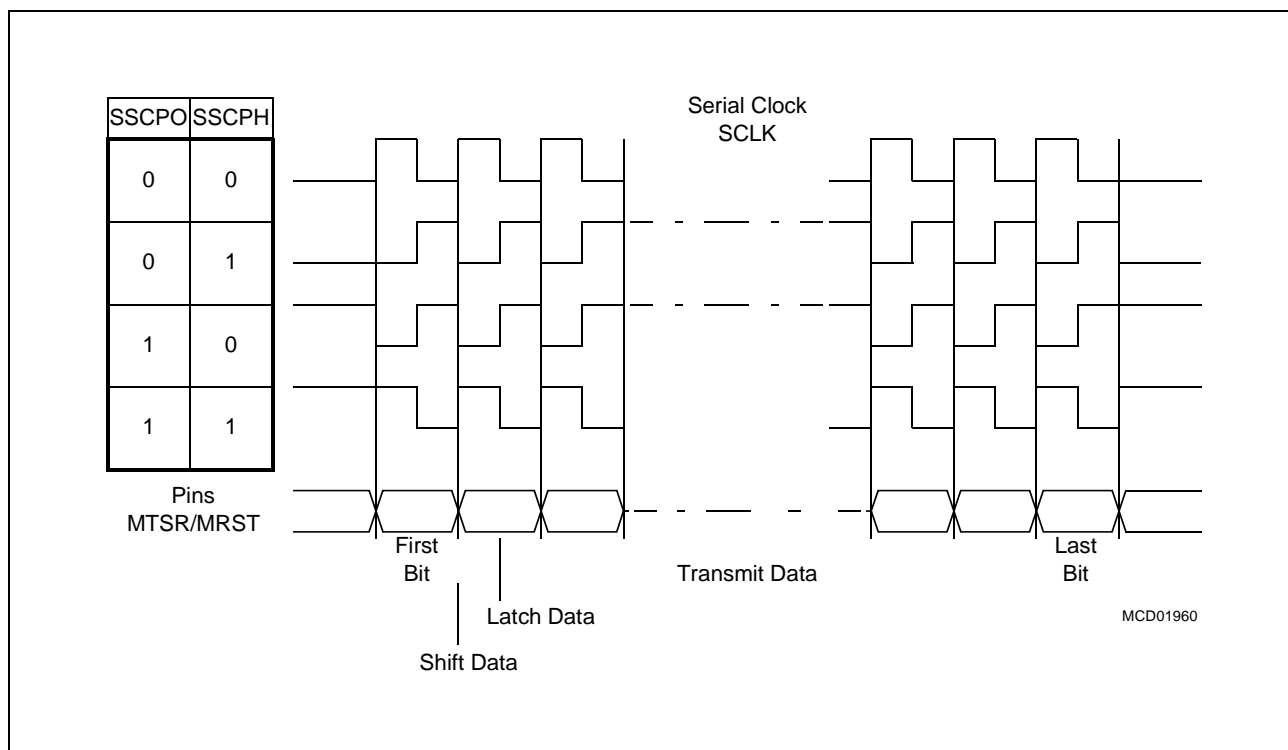 SSCPO SSCPH
0 0
0 1
1 0
1 1
Serial Clock
SCLK
Pins
MTSR/MRST
First
Bit
Last
Bit
Transmit Data
Latch Data
Shift Data
MCD01960